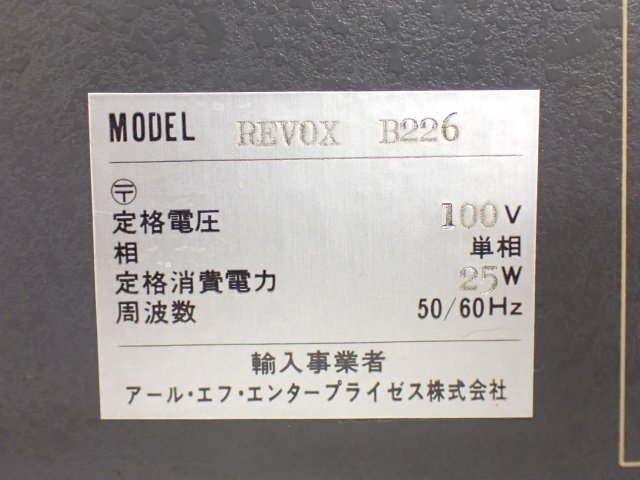 MODEL REVOX B226
〶
定格電圧 100V
相 単相
定格消費電力 25W
周波数 50/60Hz
輸入事業者
アール・エフ・エンタープライゼス株式会社